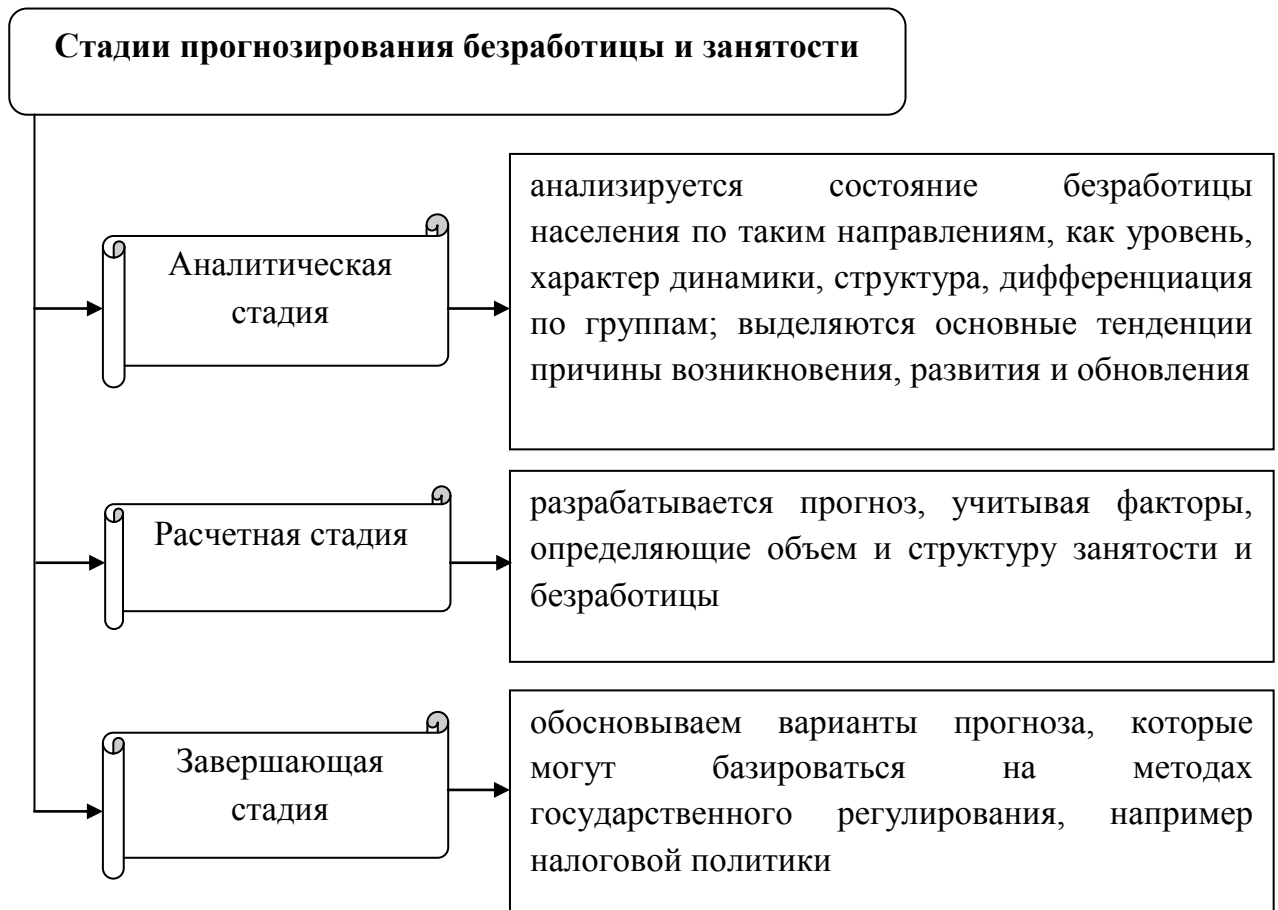 Стадии прогнозирования безработицы и занятости
Аналитическая
стадия
анализируется состояние безработицы
населения по таким направлениям, как уровень,
характер динамики, структура, дифференциация
по группам; выделяются основные тенденции
причины возникновения, развития и обновления
Расчетная стадия
разрабатывается прогноз, учитывая факторы,
определяющие объем и структуру занятости и
безработицы
Завершающая
стадия
обосновываем варианты прогноза, которые
могут базироваться на методах
государственного регулирования, например
налоговой политики